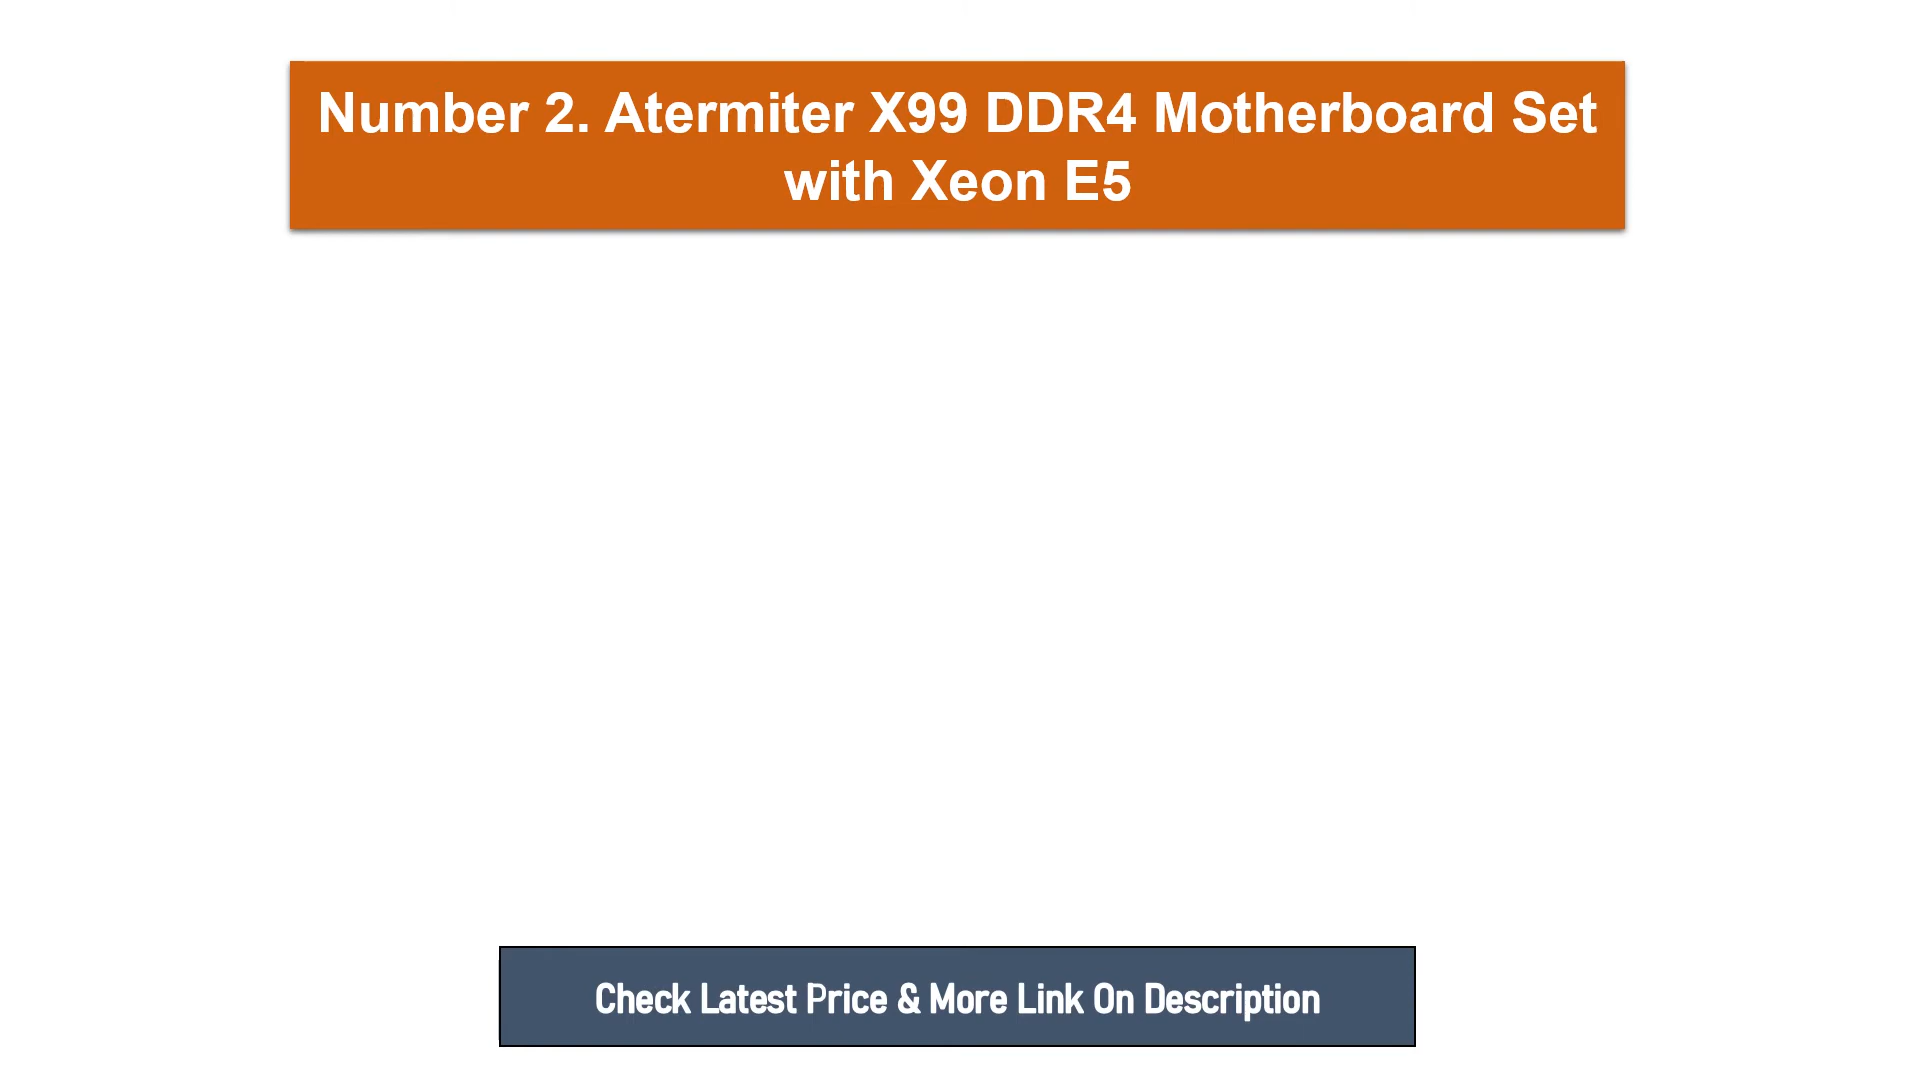 Number 2. Atermiter X99 DDR4 Motherboard Set
with Xeon E5
Check Latest Price & More Link On Description